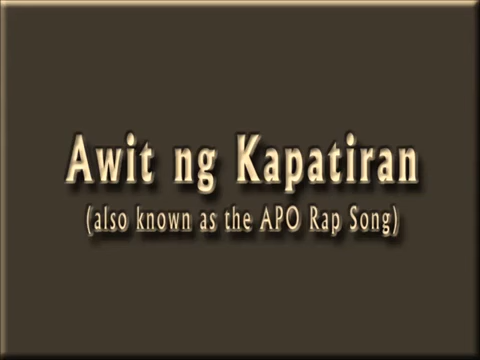 Awit ng Kapatiran
(also known as the APO Rap Song)